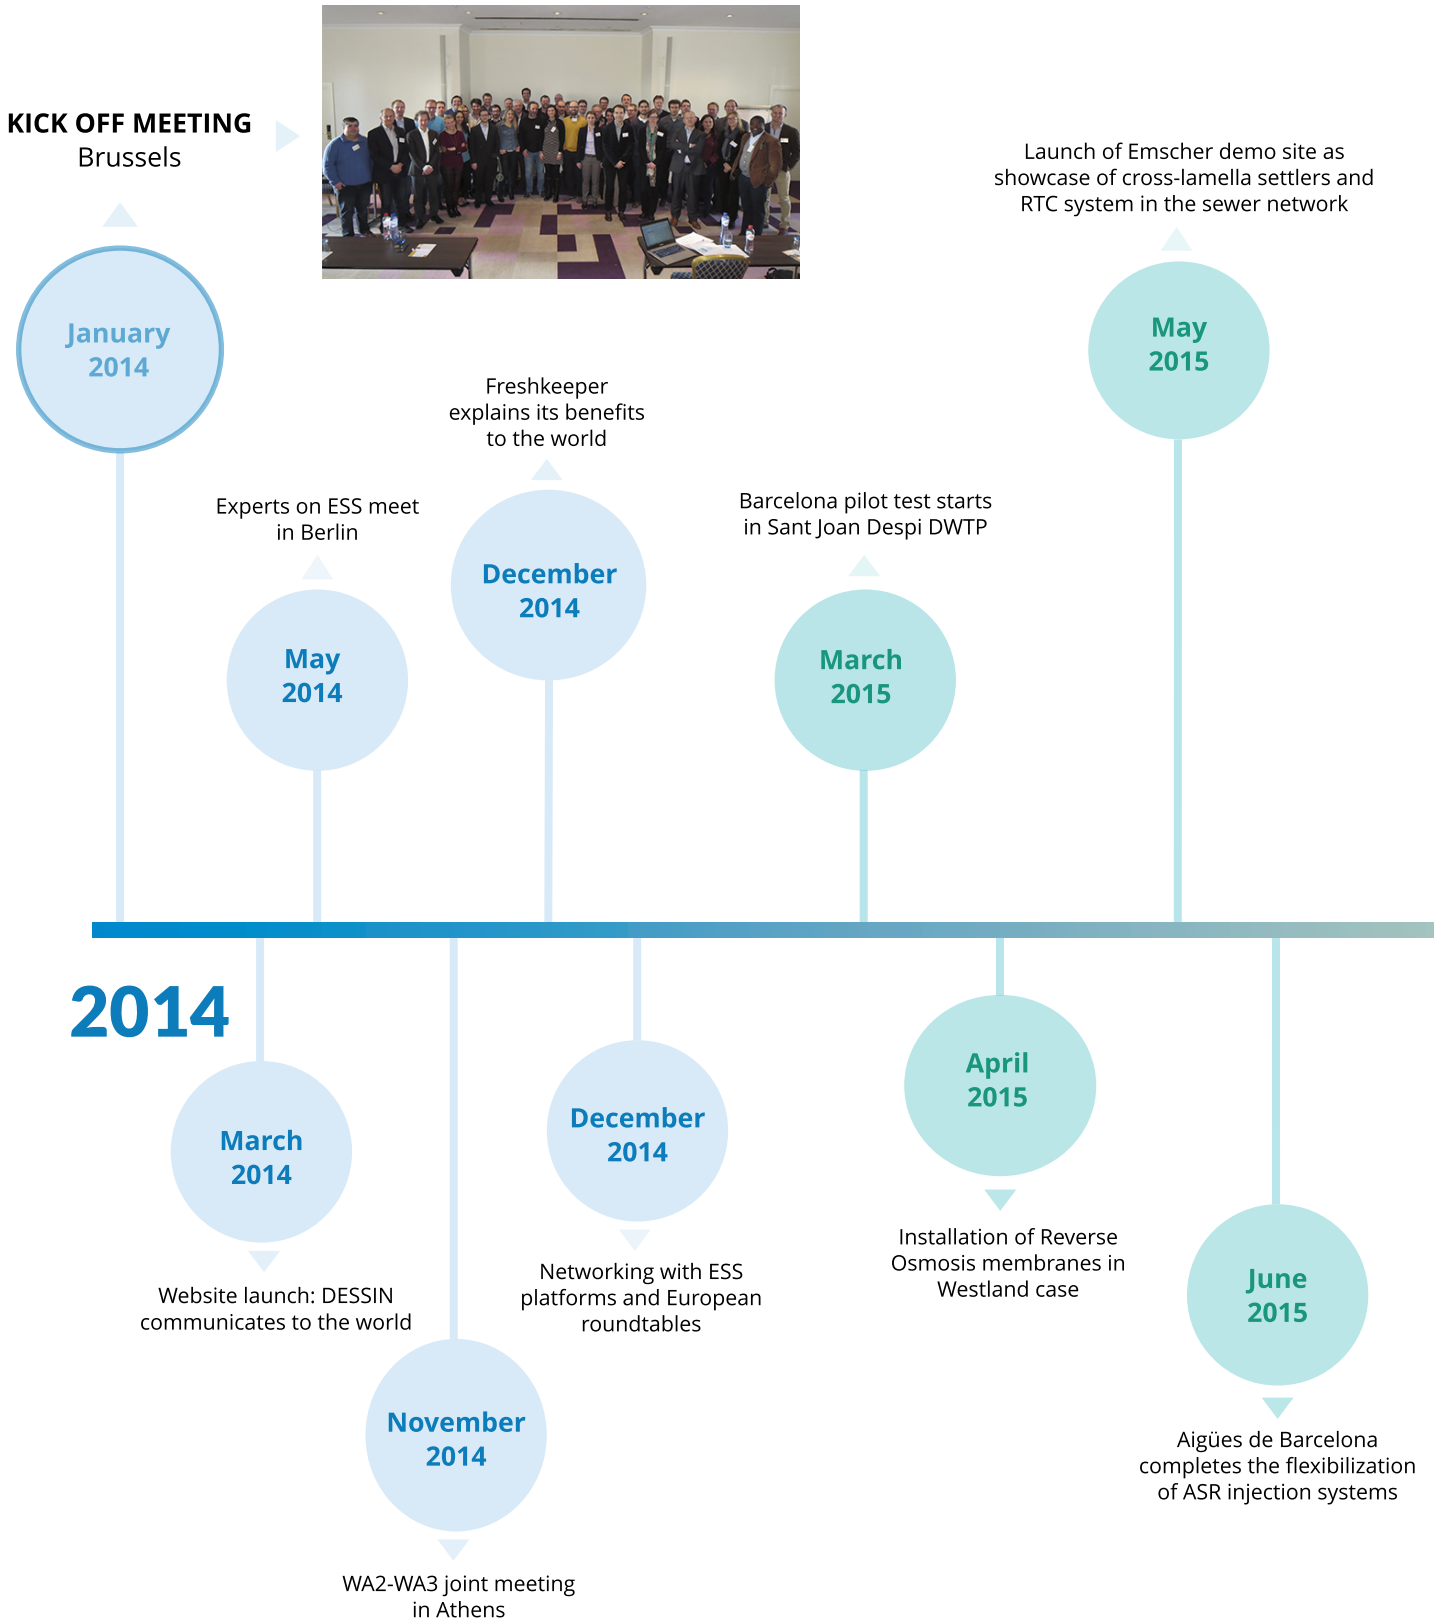 KICK OFF MEETING
Brussels
January
2014
Experts on ESS meet
in Berlin
May
2014
Freshkeeper
explains its benefits
to the world
December
2014
Barcelona pilot test starts
in Sant Joan Despi DWTP
March
2015
Launch of Emscher demo site as
showcase of cross-lamella settlers and
RTC system in the sewer network
May
2015
2014
March
2014
Website launch: DESSIN
communicates to the world
November
2014
WA2-WA3 joint meeting
in Athens
December
2014
Networking with ESS
platforms and European
roundtables
April
2015
Installation of Reverse
Osmosis membranes in
Westland case
June
2015
Aigües de Barcelona
completes the flexibilization
of ASR injection systems